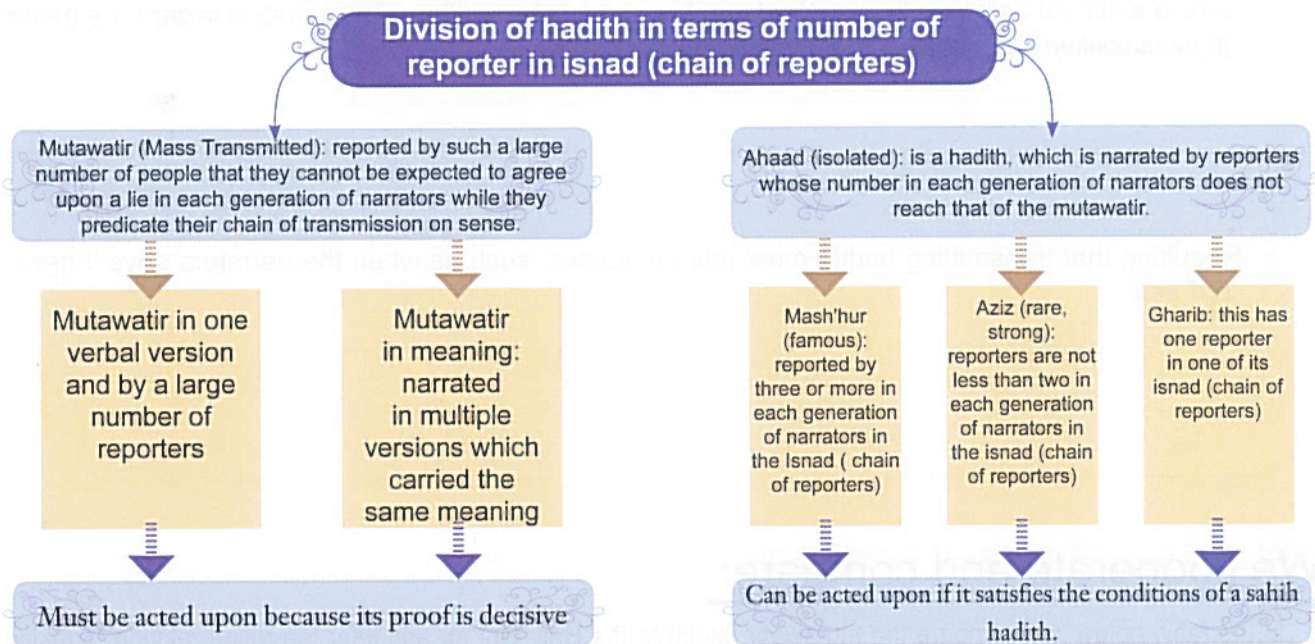 Division of hadith in terms of number of
reporter in isnad (chain of reporters)
Mutawatir (Mass Transmitted): reported by such a large
number of people that they cannot be expected to agree
upon a lie in each generation of narrators while they
predicate their chain of transmission on sense.
Ahaad (isolated): is a hadith, which is narrated by reporters
whose number in each generation of narrators does not
reach that of the mutawatir.
Mutawatir in one
verbal version
and by a large
number of
reporters
Mutawatir
in meaning:
narrated
in multiple
versions which
carried the
same meaning
Mash'hur
(famous):
reported by
three or more in
each generation
of narrators in
the Isnad ( chain
of reporters)
Aziz (rare,
strong):
reporters are not
less than two in
each generation
of narrators in
the isnad (chain
of reporters)
Gharib: this has
one reporter
in one of its
isnad (chain of
reporters)
Must be acted upon because its proof is decisive
Can be acted upon if it satisfies the conditions of a sahih
hadith.